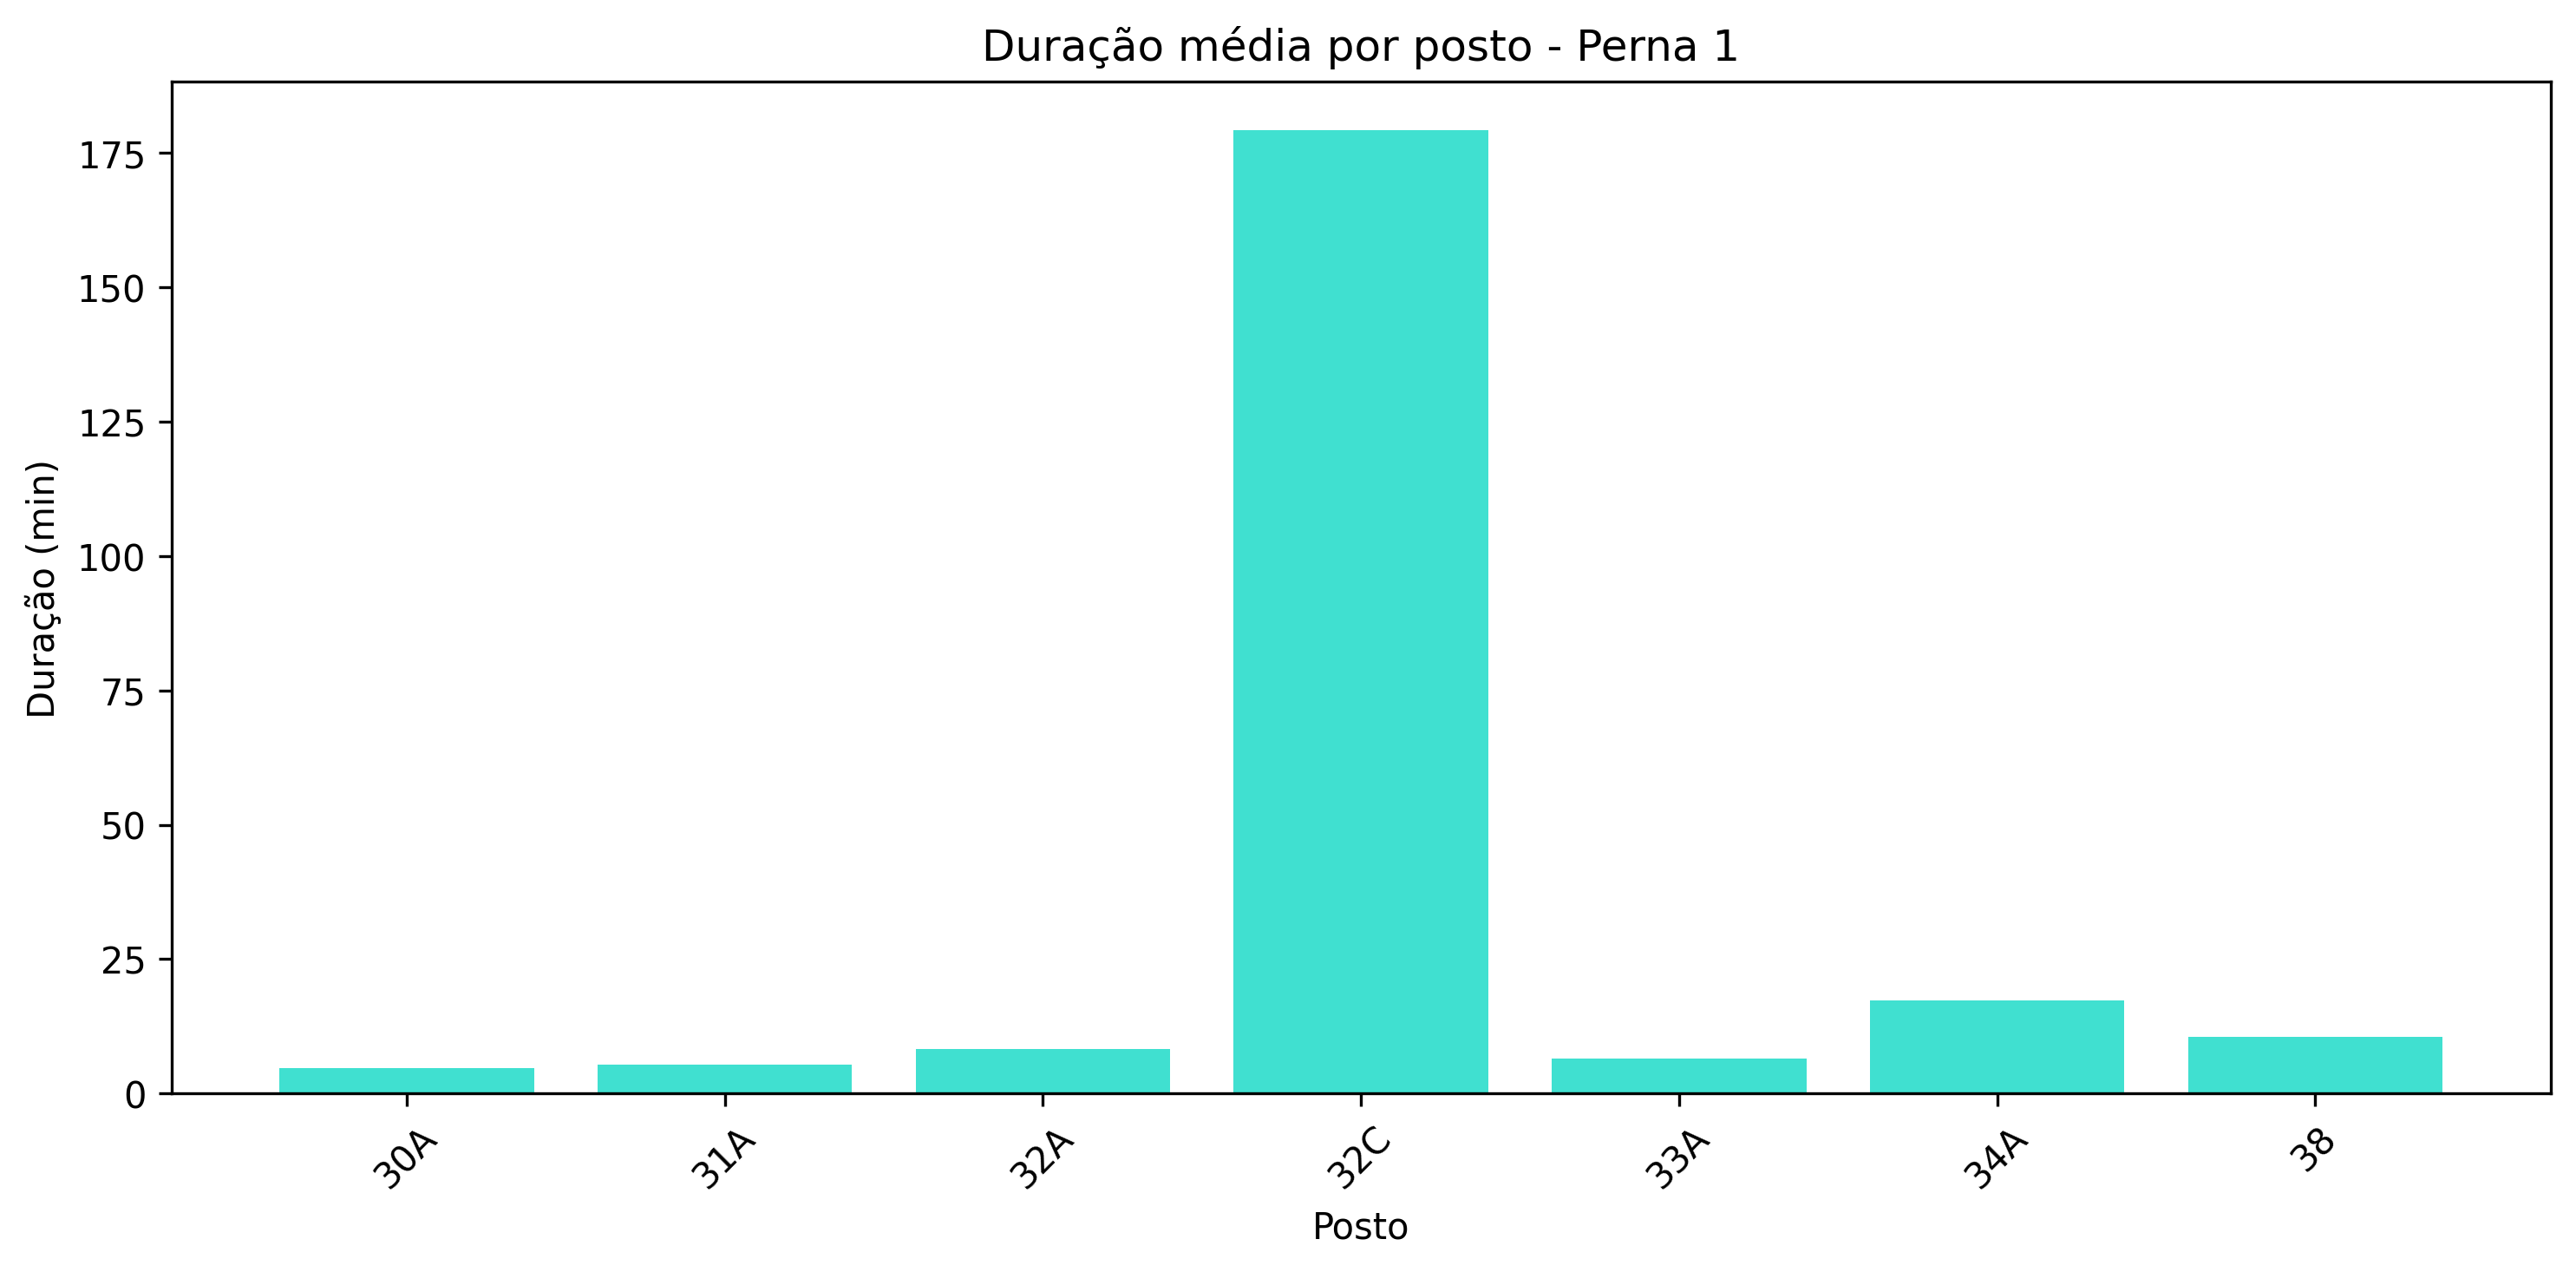 Duração média por posto - Perna 1
Duração (min)
175
150
125
100
75
50
25
0
30A
31A
32A
32C
33A
34A
38
Posto